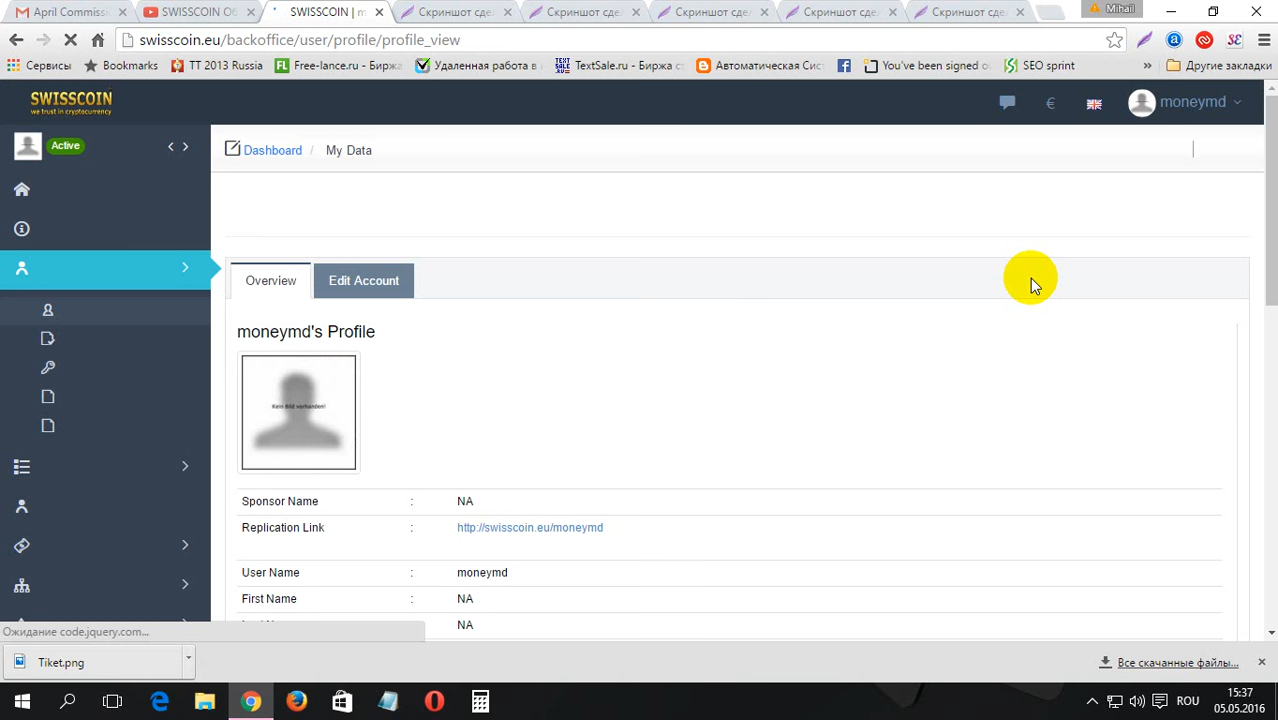 April Commiss
SWISSCOIN Об
SWISSCOIN | m
Скриншот сде
Скриншот сде
Скриншот сде
Скриншот сде
Скриншот сде
Mihail
swisscoin.eu/backoffice/user/profile/profile_view
Сервисы
Bookmarks
TT 2013 Russia
Free-lance.ru - Бирж
Удаленная работа в
TextSale.ru - Биржа с
Автоматическая Сис
You've been signed o
SEO sprint
Другие закладки
SWISSCOIN
we trust in cryptocurrency
moneymd
Active
Dashboard / My Data
Overview
Edit Account
moneymd's Profile
Kein Bild vorhanden!
Sponsor Name : NA
Replication Link : http://swisscoin.eu/moneymd
User Name : moneymd
First Name : NA
NA
Ожидание code.jquery.com...
Tiket.png
Все скачанные файлы...
ROU
15:37
05.05.2016